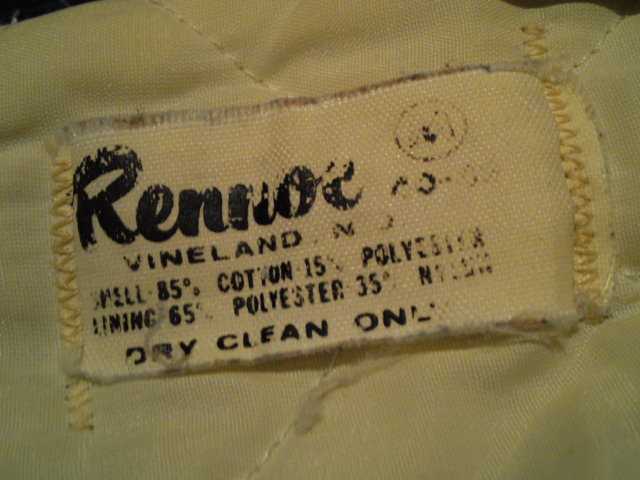 Rennoc
VINELAND, N J
SHELL 85% COTTON 15% POLYESTER
LINING 65% POLYESTER 35% NYLON
DRY CLEAN ONLY